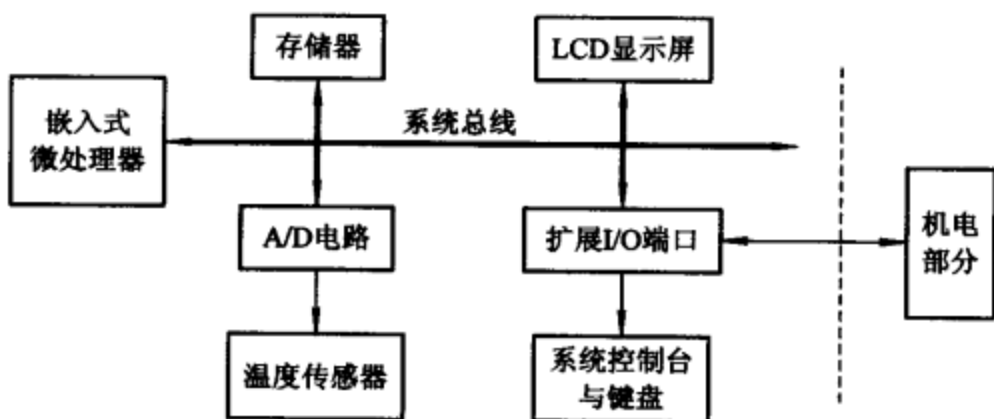 存储器
LCD显示屏
嵌入式
微处理器
系统总线
A/D电路
扩展I/O端口
机电
部分
温度传感器
系统控制台
与键盘